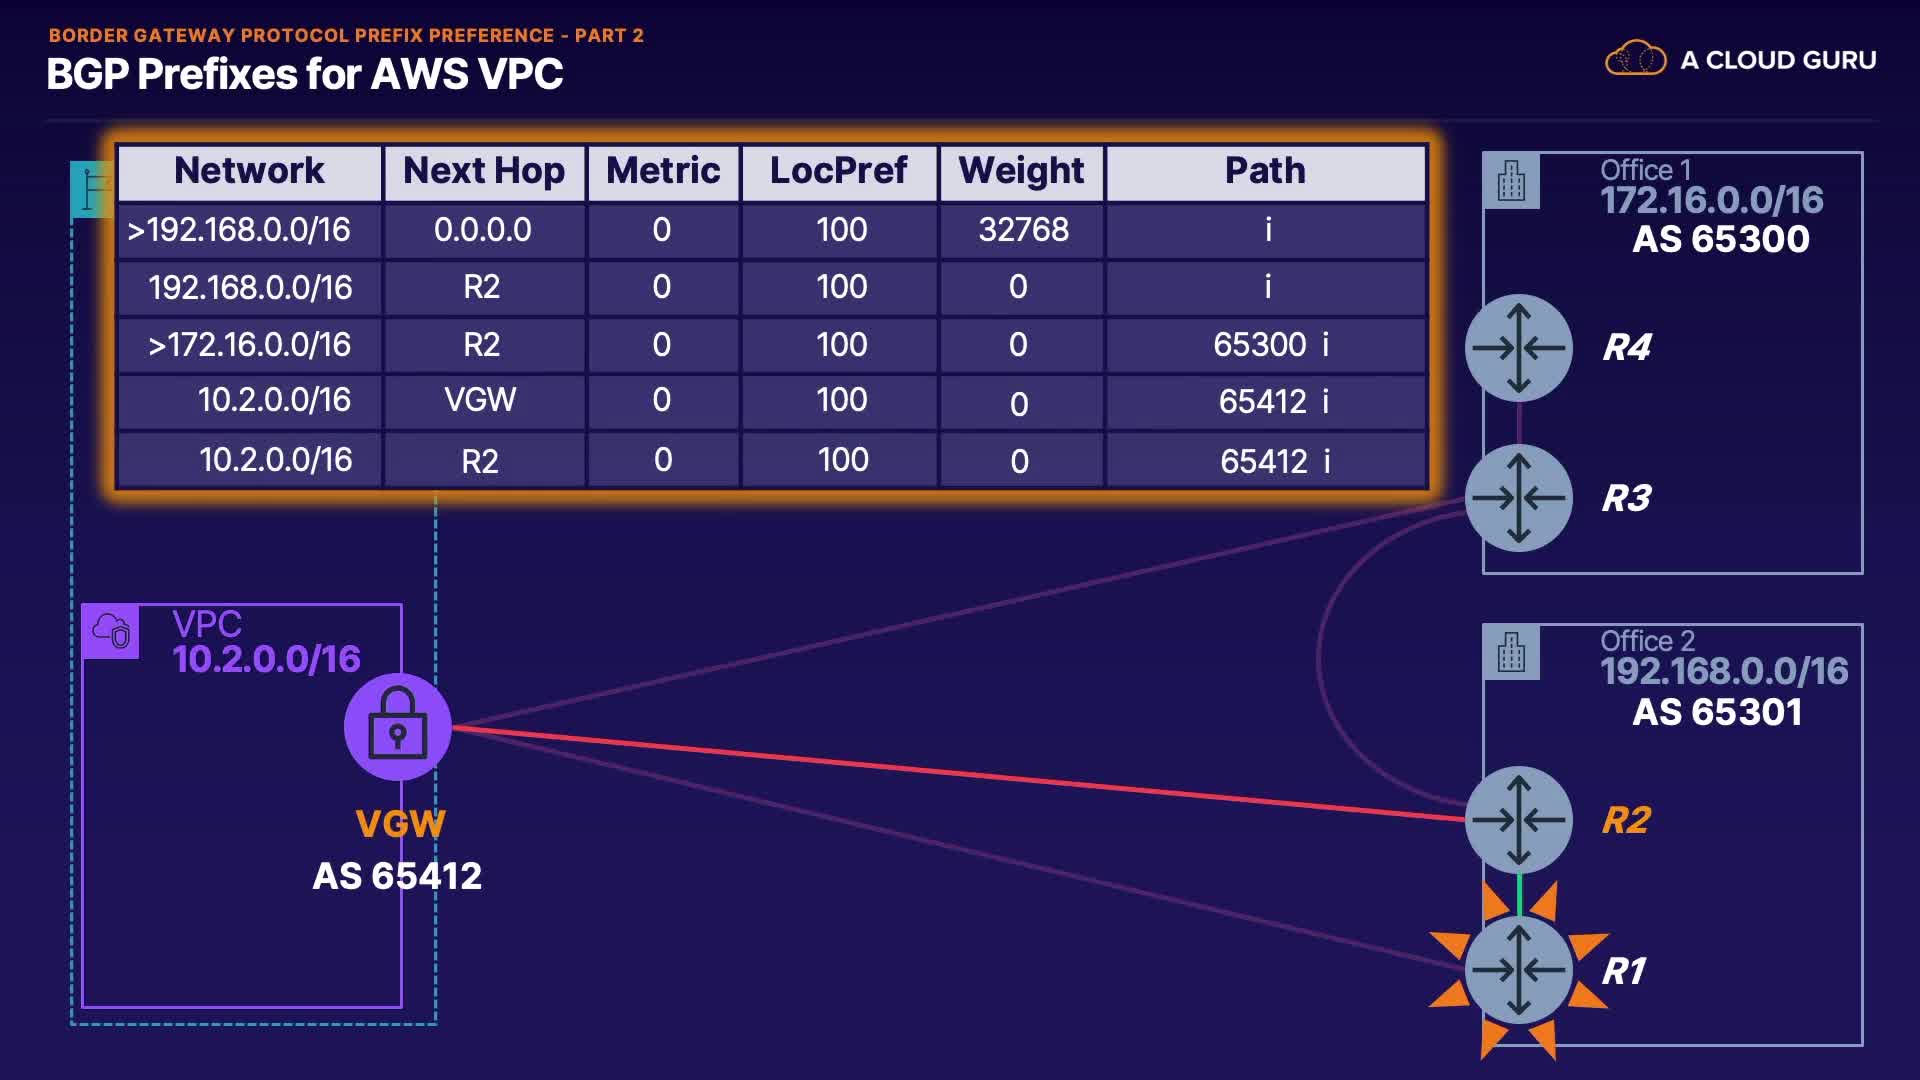 BORDER GATEWAY PROTOCOL PREFIX PREFERENCE - PART 2
BGP Prefixes for AWS VPC
A CLOUD GURU
Network Next Hop Metric LocPref Weight Path
>192.168.0.0/16 0.0.0.0 0 100 32768 i
192.168.0.0/16 R2 0 100 0 i
>172.16.0.0/16 R2 0 100 0 65300 i
10.2.0.0/16 VGW 0 100 0 65412 i
10.2.0.0/16 R2 0 100 0 65412 i
Office 1
172.16.0.0/16
AS 65300
R4
R3
VPC
10.2.0.0/16
VGW
AS 65412
Office 2
192.168.0.0/16
AS 65301
R2
R1